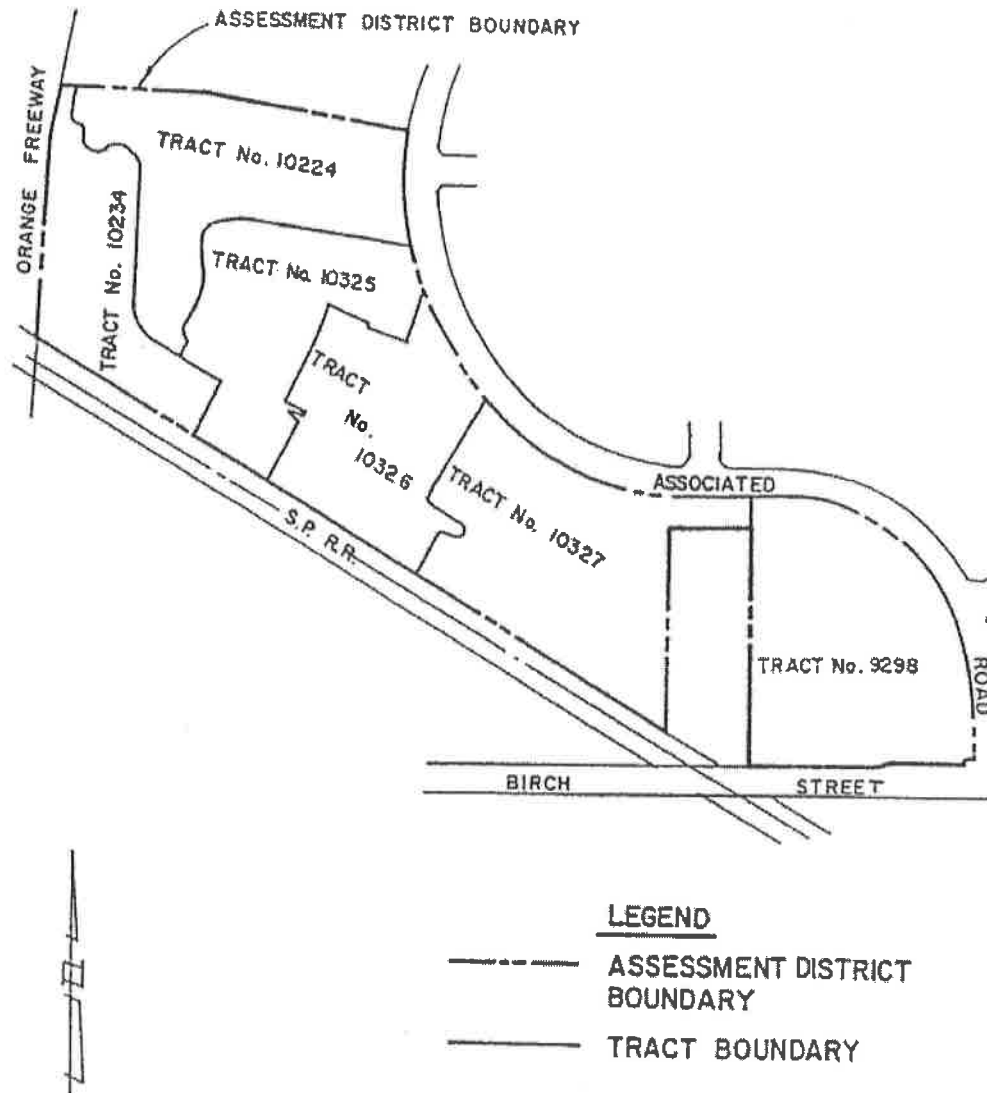 ASSESSMENT DISTRICT BOUNDARY
ORANGE FREEWAY
TRACT No. 10224
TRACT No. 10234
TRACT No. 10325
TRACT
No.
10326
TRACT No. 10327
ASSOCIATED
ROAD
S.P. R.R.
TRACT No. 9298
BIRCH STREET
N
LEGEND
ASSESSMENT DISTRICT
BOUNDARY
TRACT BOUNDARY